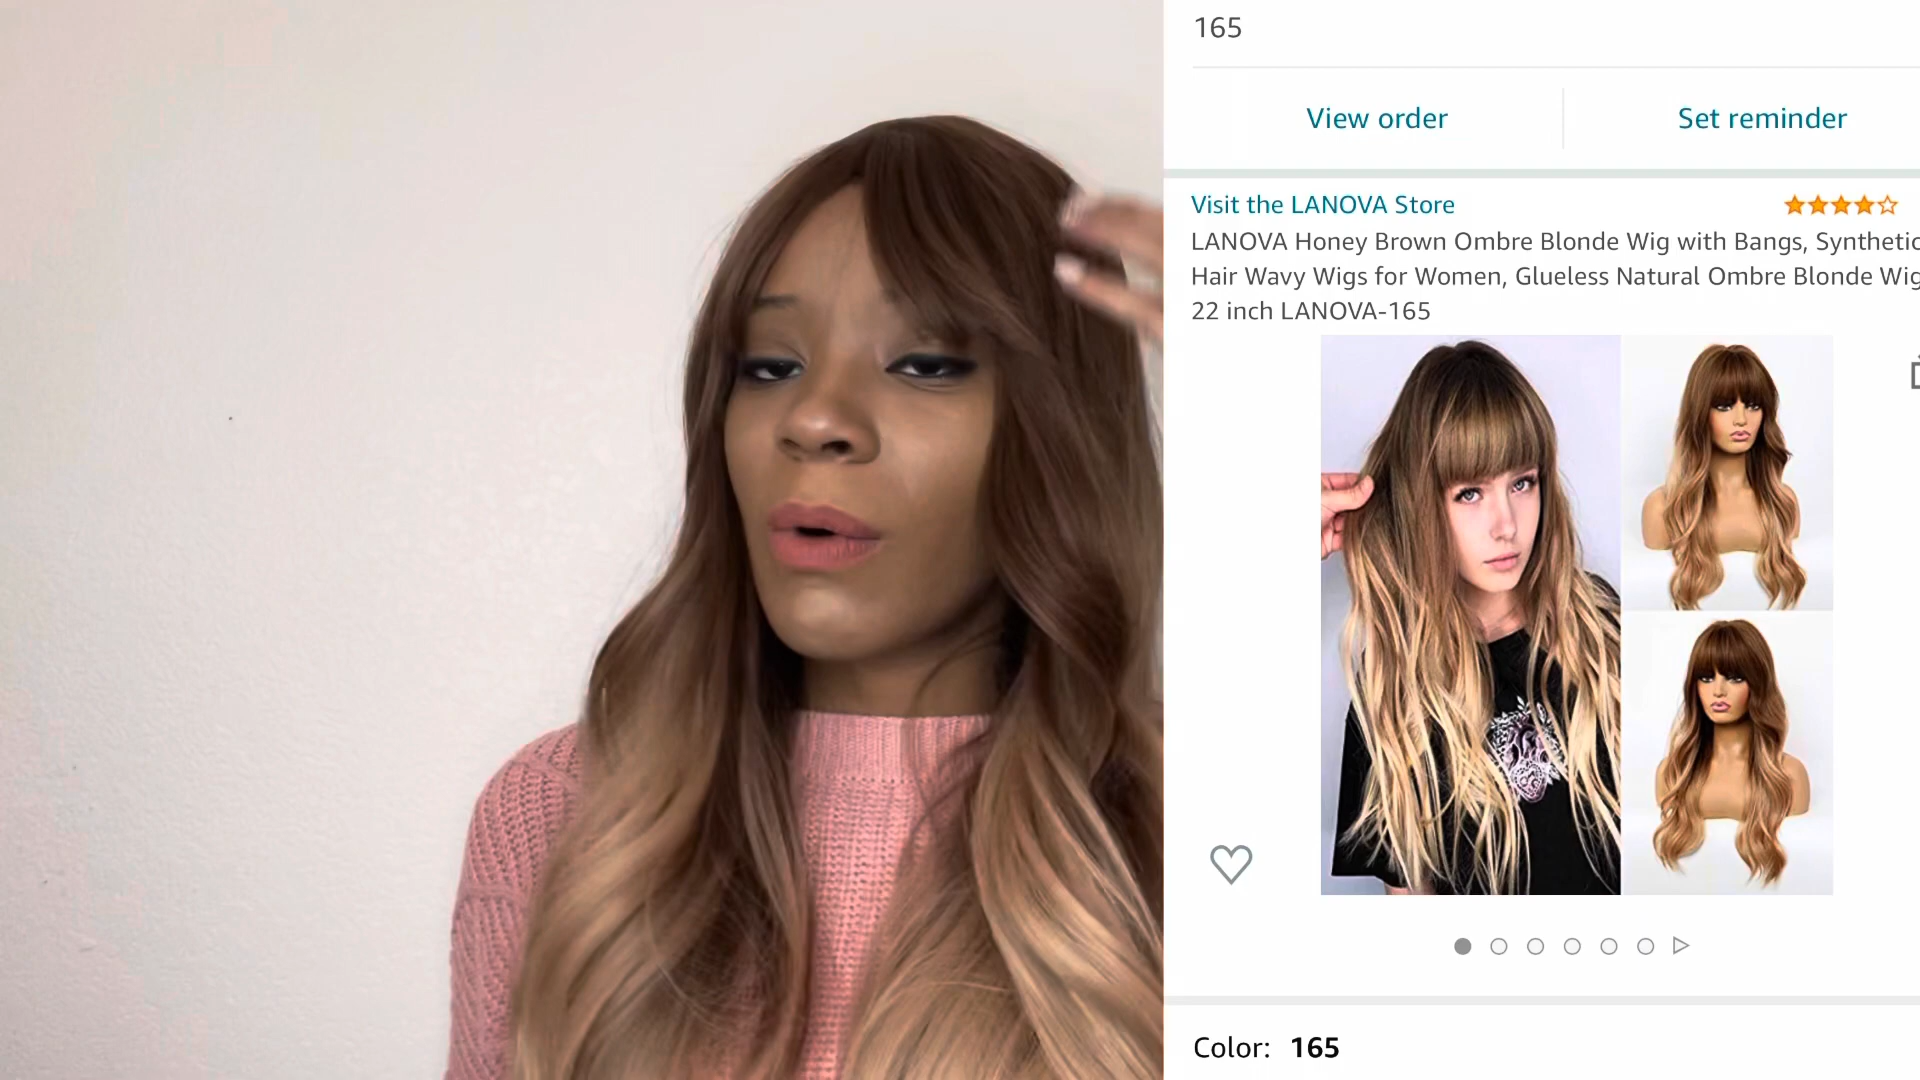 165
View order
Set reminder
Visit the LANOVA Store
LANOVA Honey Brown Ombre Blonde Wig with Bangs, Synthetic
Hair Wavy Wigs for Women, Glueless Natural Ombre Blonde Wig
22 inch LANOVA-165
Color: 165